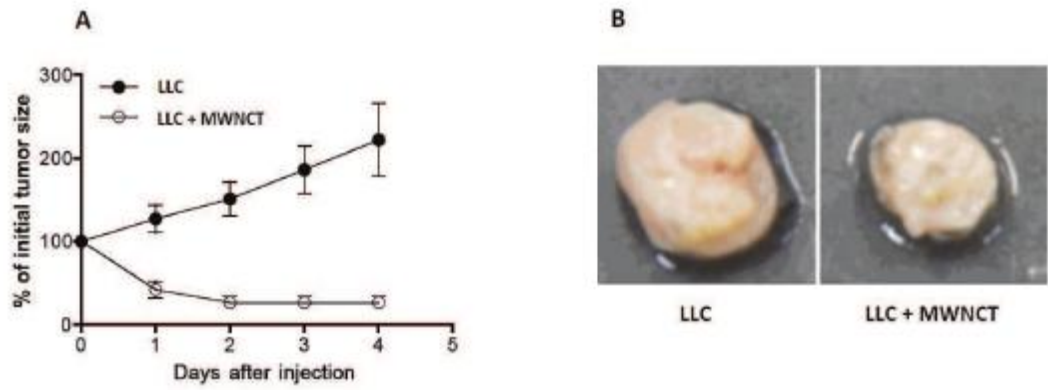 A
300
200
100
0
% of initial tumor size
LLC
LLC + MWNCT
0 1 2 3 4 5
Days after injection
B
LLC
LLC + MWNCT